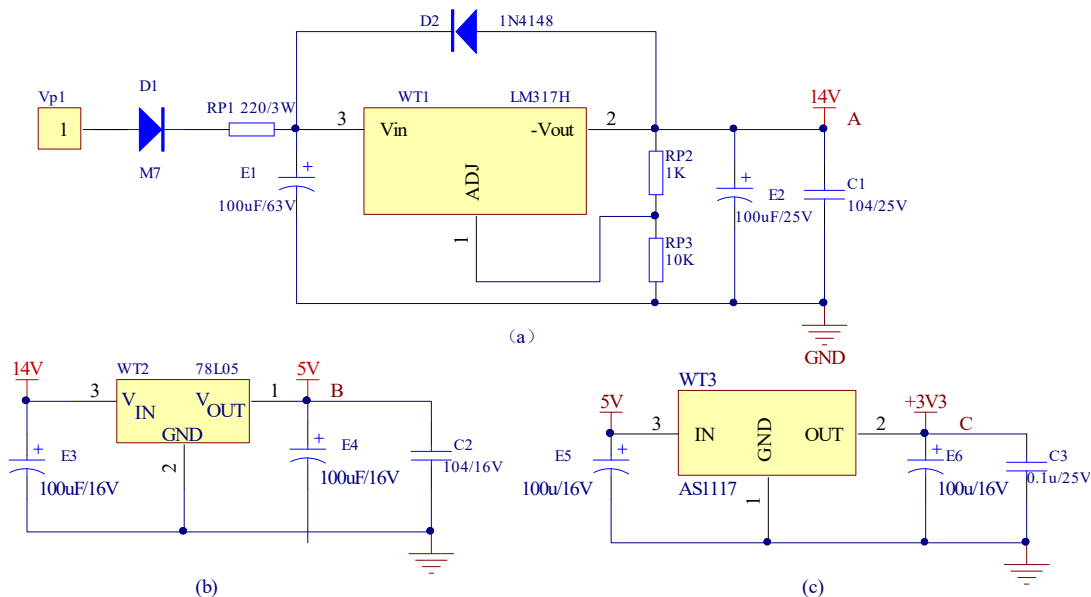 D2 1N4148
Vp1
1
D1
M7
RP1 220/3W
WT1 LM317H
3 Vin -Vout 2
ADJ
1
E1 +
100uF/63V
RP2
1K
RP3
10K
+
E2
100uF/25V
14V A
C1
104/25V
GND
(a)
14V
WT2 78L05
3 VIN VOUT 1
GND
2
5V B
+
E3
100uF/16V
+ E4
100uF/16V
C2
104/16V
(b)
WT3
5V
3 IN GND OUT 2
1
AS1117
+3V3
C
E5 +
100u/16V
+ E6
100u/16V
C3
0.1u/25V
(c)